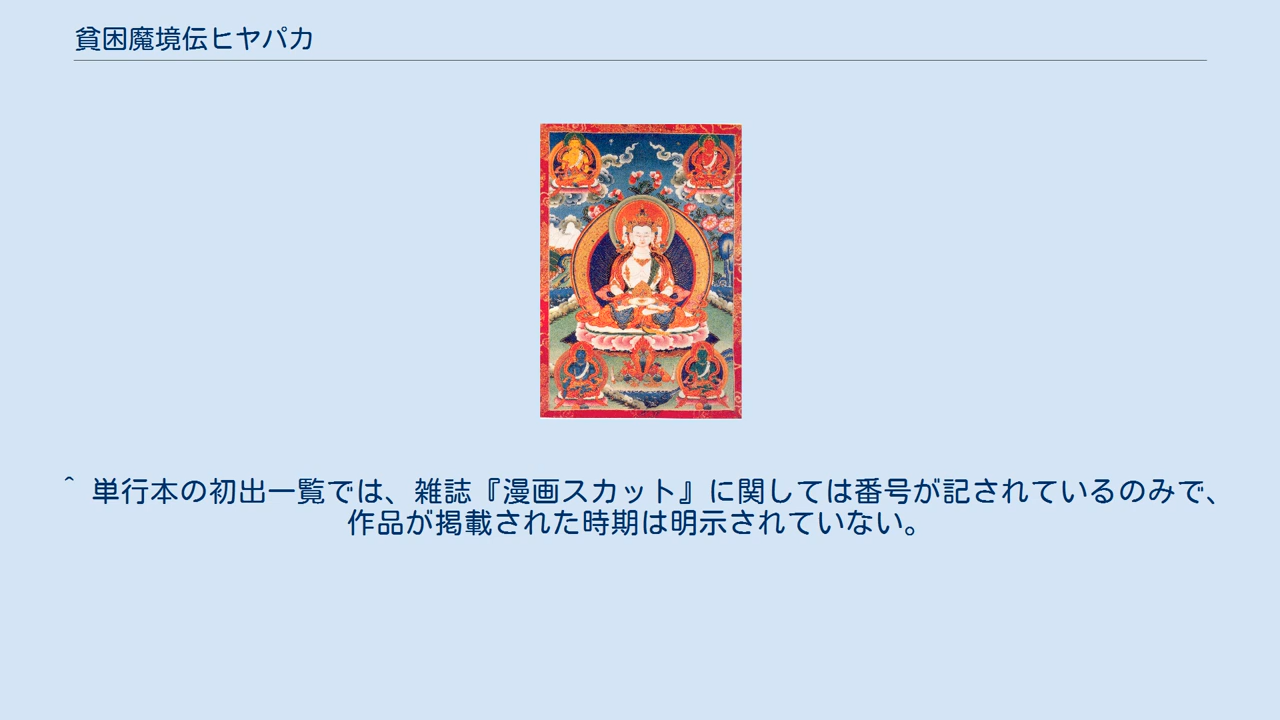 貧困魔境伝ヒヤパカ
^ 単行本の初出一覧では、雑誌『漫画スカット』に関しては番号が記されているのみで、
作品が掲載された時期は明示されていない。